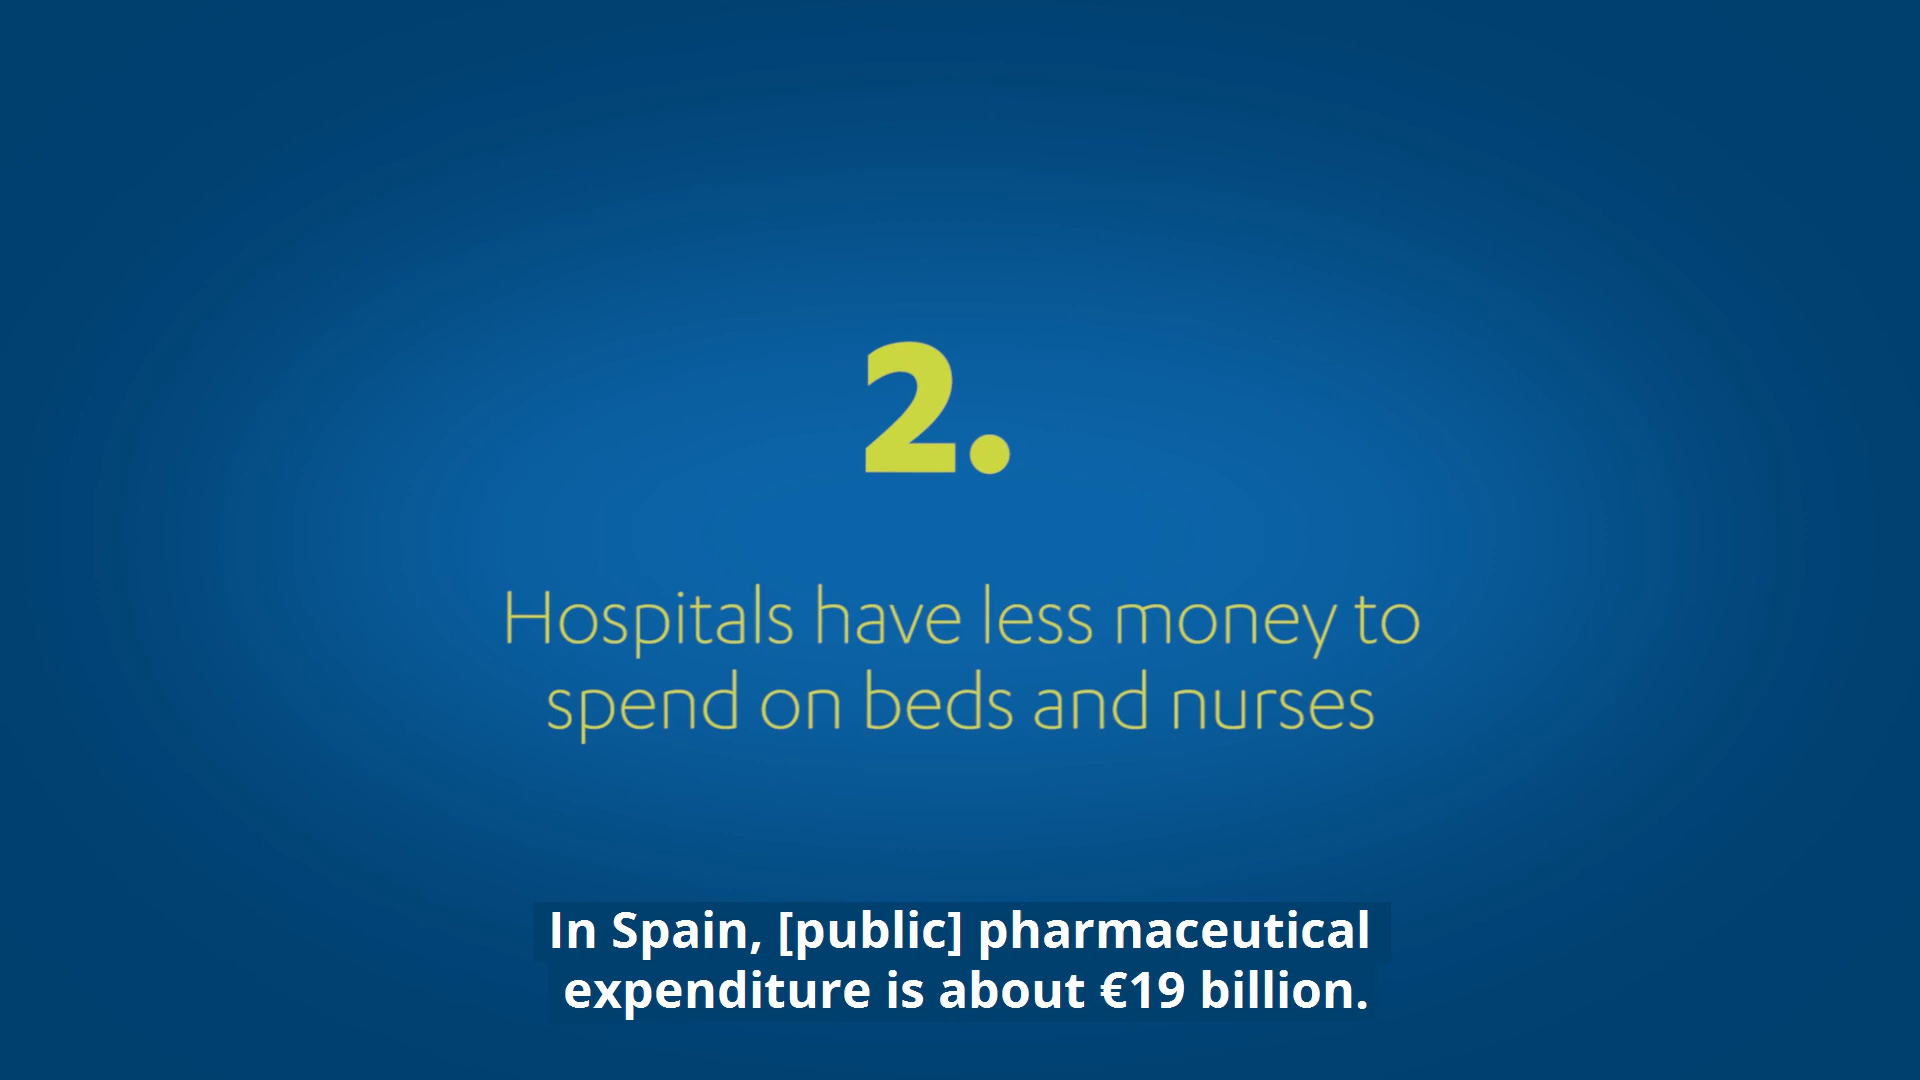 2.
Hospitals have less money to
spend on beds and nurses
In Spain, [public] pharmaceutical
expenditure is about €19 billion.